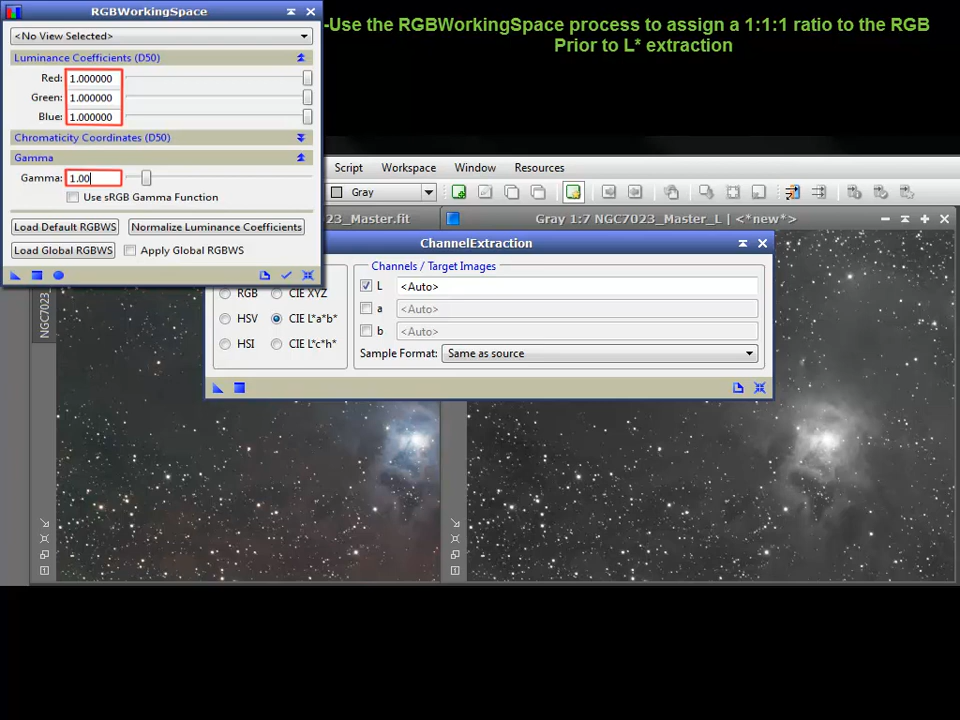 RGBWorkingSpace
-Use the RGBWorkingSpace process to assign a 1:1:1 ratio to the RGB
Prior to L* extraction
<No View Selected>
Luminance Coefficients (D50)
Red: 1.000000
Green: 1.000000
Blue: 1.000000
Chromaticity Coordinates (D50)
Gamma
Gamma: 1.00
Use sRGB Gamma Function
Load Default RGBWS Normalize Luminance Coefficients
Load Global RGBWS Apply Global RGBWS
Script Workspace Window Resources
Gray
23_Master.fit Gray 1:7 NGC7023_Master_L | <*new*>
NGC7023
ChannelExtraction
Channels / Target Images
RGB CIE XYZ L <Auto>
HSV CIE L*a*b* a <Auto>
HSI CIE L*c*h* b <Auto>
Sample Format: Same as source